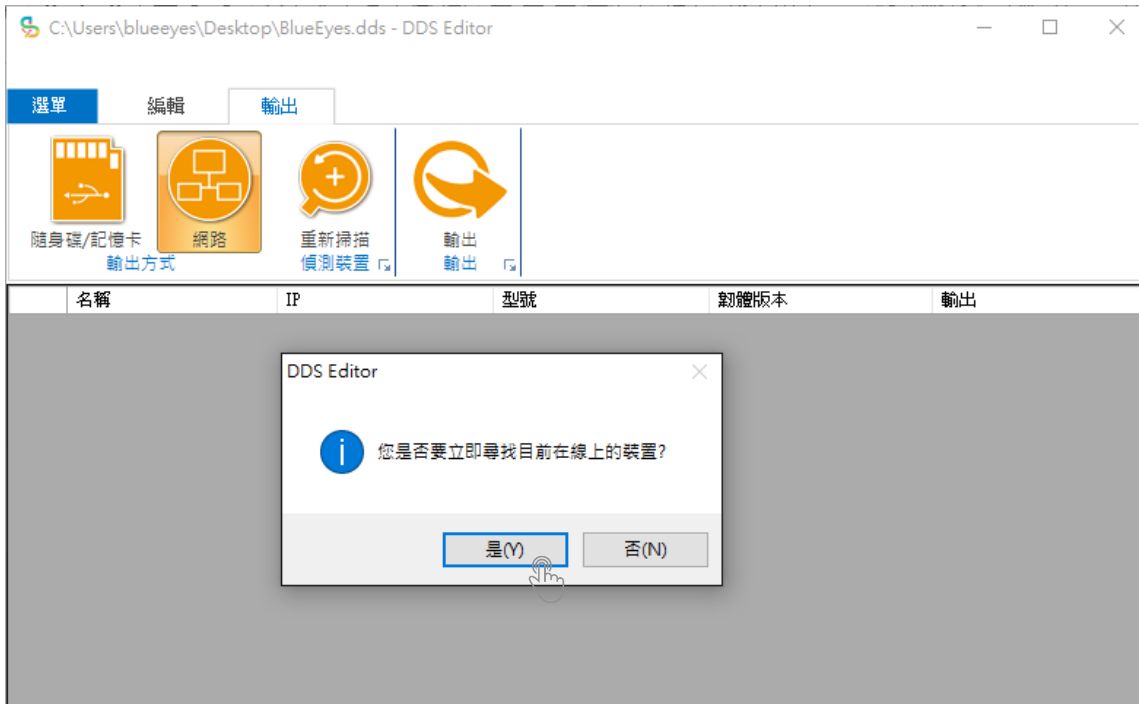 C:\Users\blueeyes\Desktop\BlueEyes.dds - DDS Editor
選單 編輯 輸出
隨身碟/記憶卡 網路 重新掃描 輸出
輸出方式 偵測裝置 輸出
名稱 IP 型號 韌體版本 輸出
DDS Editor
您是否要立即尋找目前在線上的裝置?
是(Y) 否(N)